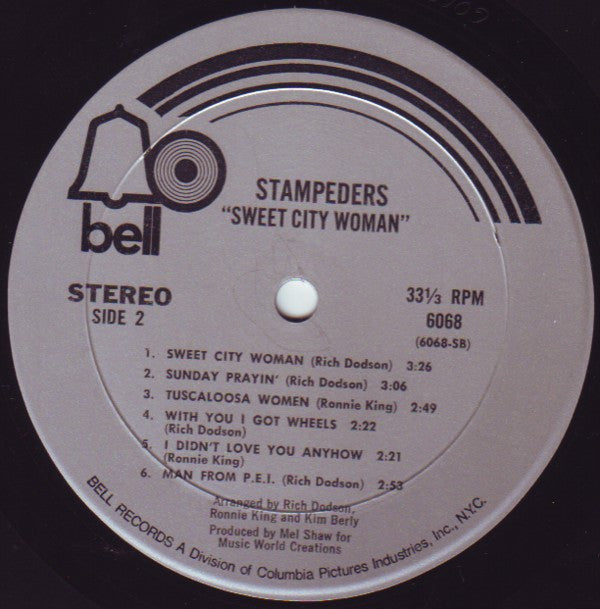 bell
STAMPEDERS
"SWEET CITY WOMAN"
STEREO
SIDE 2
33⅓ RPM
6068
(6068-SB)
1. SWEET CITY WOMAN (Rich Dodson) 3:26
2. SUNDAY PRAYIN' (Rich Dodson) 3:06
3. TUSCALOOSA WOMEN (Ronnie King) 2:49
4. WITH YOU I GOT WHEELS 2:22
(Rich Dodson)
5. I DIDN'T LOVE YOU ANYHOW 2:21
(Ronnie King)
6. MAN FROM P.E.I. (Rich Dodson) 2:53
Arranged by Rich Dodson,
Ronnie King and Kim Berly
Produced by Mel Shaw for
Music World Creations
BELL RECORDS A Division of Columbia Pictures Industries, Inc., N.Y.C.